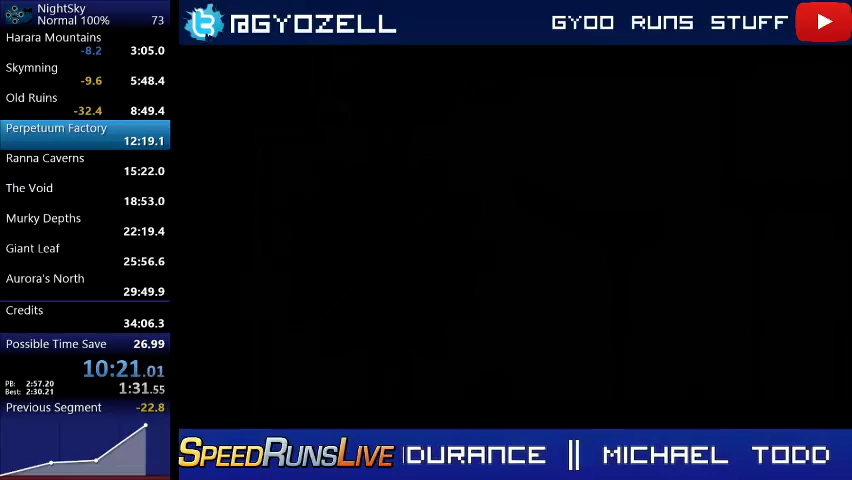 NightSky
Normal 100% 73
Harara Mountains
-8.2 3:05.0
Skymning
-9.6 5:48.4
Old Ruins
-32.4 8:49.4
Perpetuum Factory
12:19.1
Ranna Caverns
15:22.0
The Void
18:53.0
Murky Depths
22:19.4
Giant Leaf
25:56.6
Aurora's North
29:49.9
Credits
34:06.3
Possible Time Save 26.99
10:21.01
PB: 2:57.20
Best: 2:30.21
1:31.55
Previous Segment -22.8
@GYOZELL GYOO RUNS STUFF
SPEEDRUNSLIVE DURANCE || MICHAEL TODD